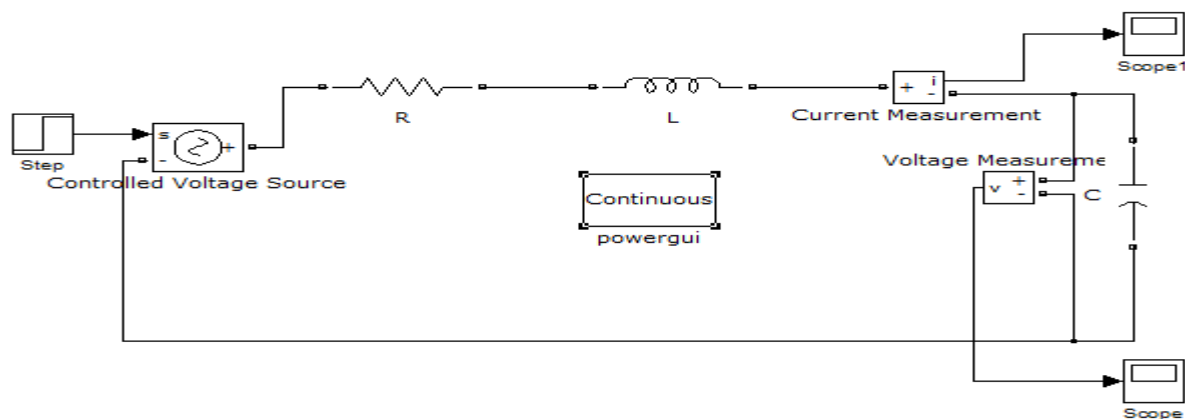 Scope1
R
L
+ i -
Current Measurement
Step
s - +
Controlled Voltage Source
Voltage Measureme
v + -
C
Continuous
powergui
Scope